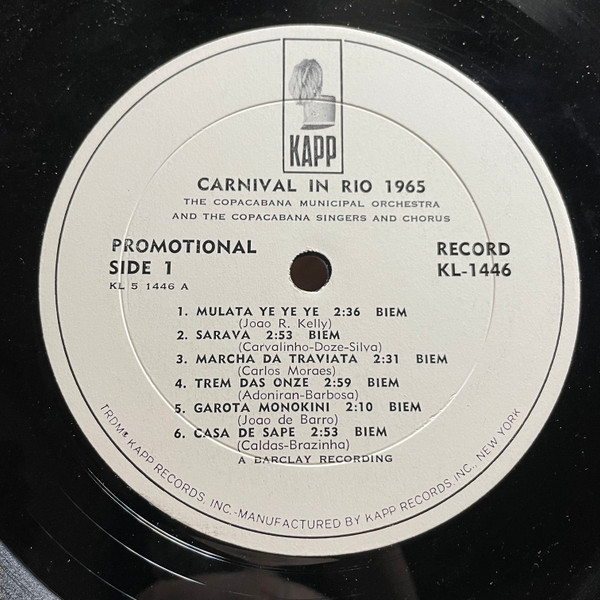 KAPP
CARNIVAL IN RIO 1965
THE COPACABANA MUNICIPAL ORCHESTRA
AND THE COPACABANA SINGERS AND CHORUS
PROMOTIONAL
SIDE 1
KL 5 1446 A
RECORD
KL-1446
1. MULATA YE YE YE 2:36 BIEM
(Joao R. Kelly)
2. SARAVA 2:53 BIEM
(Carvalinho-Doze-Silva)
3. MARCHA DA TRAVIATA 2:31 BIEM
(Carlos Moraes)
4. TREM DAS ONZE 2:59 BIEM
(Adoniran-Barbosa)
5. GAROTA MONOKINI 2:10 BIEM
(Joao de Barro)
6. CASA DE SAPE 2:53 BIEM
(Caldas-Brazinha)
A BARCLAY RECORDING
TRDMK KAPP RECORDS, INC.-MANUFACTURED BY KAPP RECORDS, INC., NEW YORK